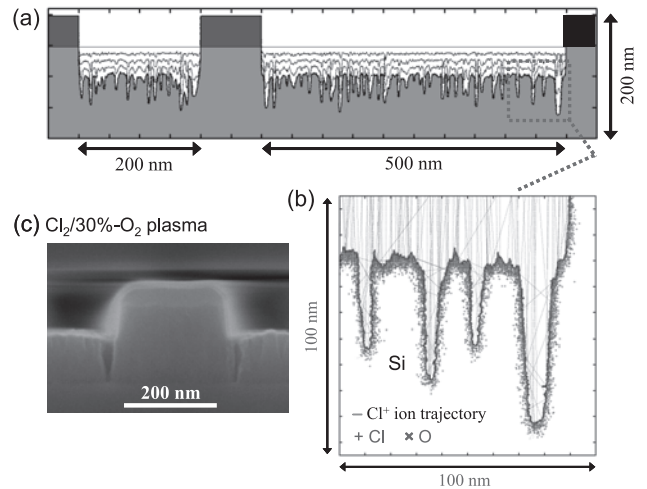 (a)
200 nm
200 nm
500 nm
(b)
(c) Cl₂/30%-O₂ plasma
100 nm
Si
— Cl⁺ ion trajectory
+ Cl × O
200 nm
100 nm